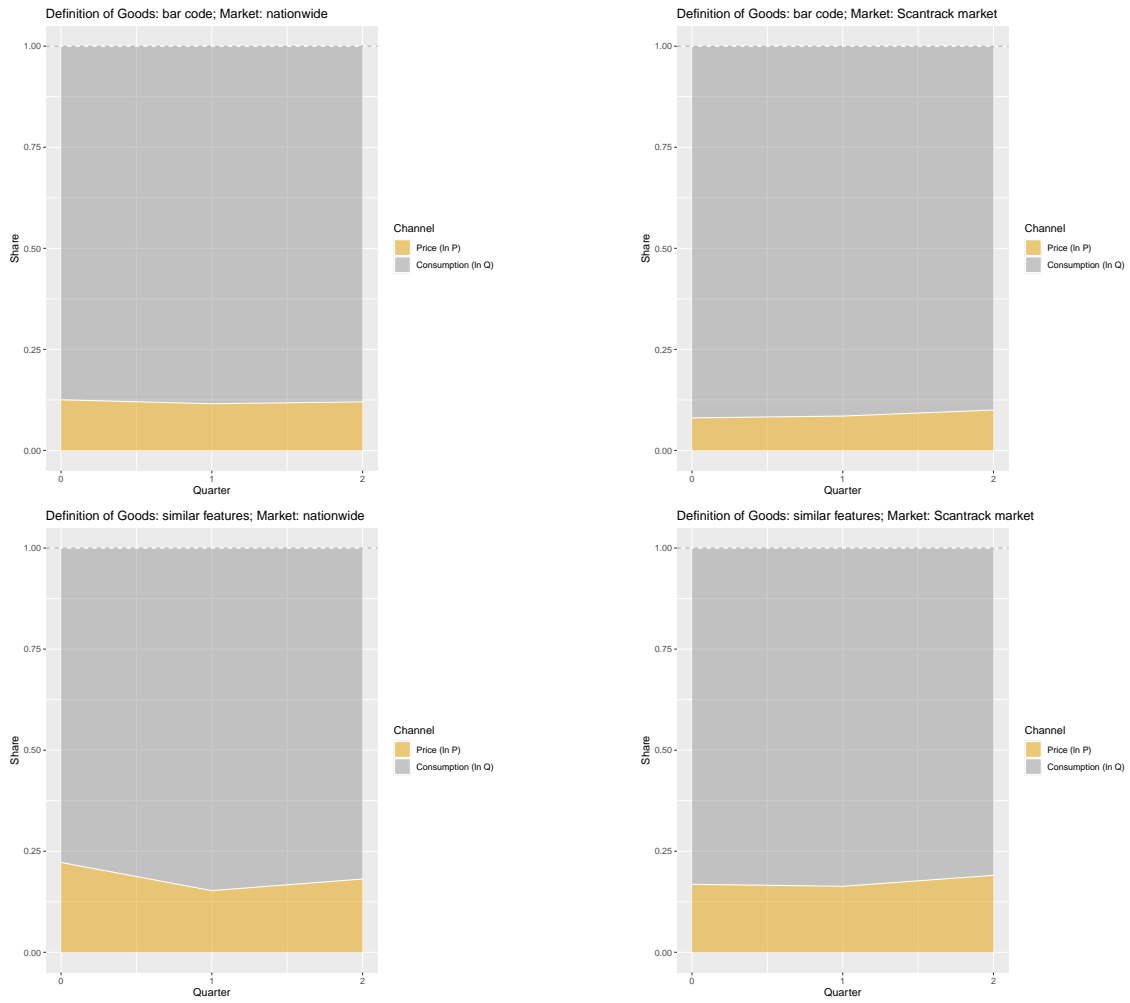 Definition of Goods: bar code; Market: nationwide
1.00
0.75
0.50
0.25
0.00
Share
0
1
2
Quarter
Channel
Price (ln P)
Consumption (ln Q)
Definition of Goods: bar code; Market: Scantrack market
1.00
0.75
0.50
0.25
0.00
Share
0
1
2
Quarter
Channel
Price (ln P)
Consumption (ln Q)
Definition of Goods: similar features; Market: nationwide
1.00
0.75
0.50
0.25
0.00
Share
0
1
2
Quarter
Channel
Price (ln P)
Consumption (ln Q)
Definition of Goods: similar features; Market: Scantrack market
1.00
0.75
0.50
0.25
0.00
Share
0
1
2
Quarter
Channel
Price (ln P)
Consumption (ln Q)